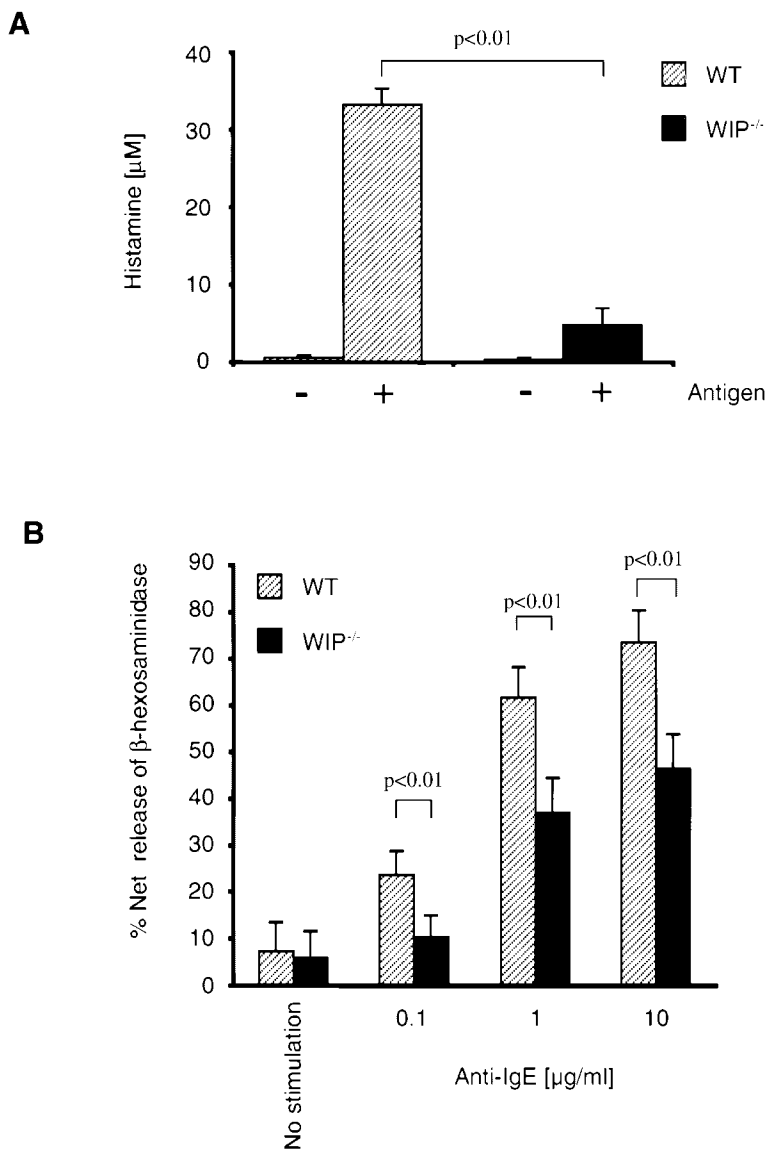 A
p<0.01
40
30
20
10
0
Histamine [μM]
WT
WIP-/-
- + - + Antigen
B
90
80
70
60
50
40
30
20
10
0
% Net release of β-hexosaminidase
WT
WIP-/-
p<0.01
p<0.01
p<0.01
No stimulation 0.1 1 10
Anti-IgE [μg/ml]